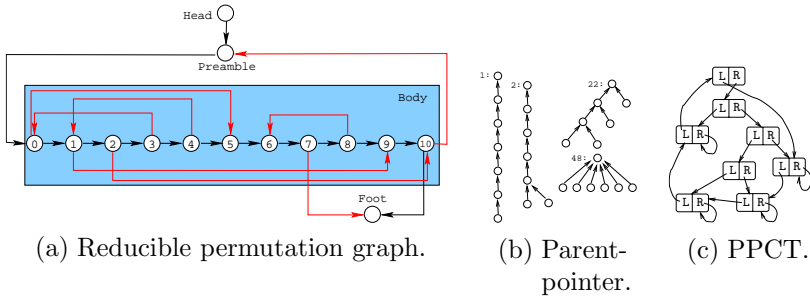 Head
Preamble
Body
0 1 2 3 4 5 6 7 8 9 10
Foot
(a) Reducible permutation graph.
1:
2:
22:
48:
(b) Parent-
pointer.
L R
L R
L R
L R
L R
L R
L R
L R
(c) PPCT.